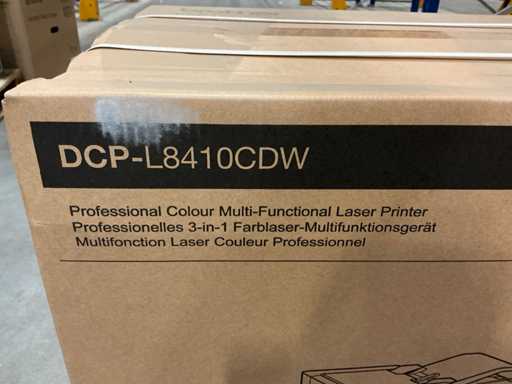 DCP-L8410CDW
Professional Colour Multi-Functional Laser Printer
Professionelles 3-in-1 Farblaser-Multifunktionsgerät
Multifonction Laser Couleur Professionnel